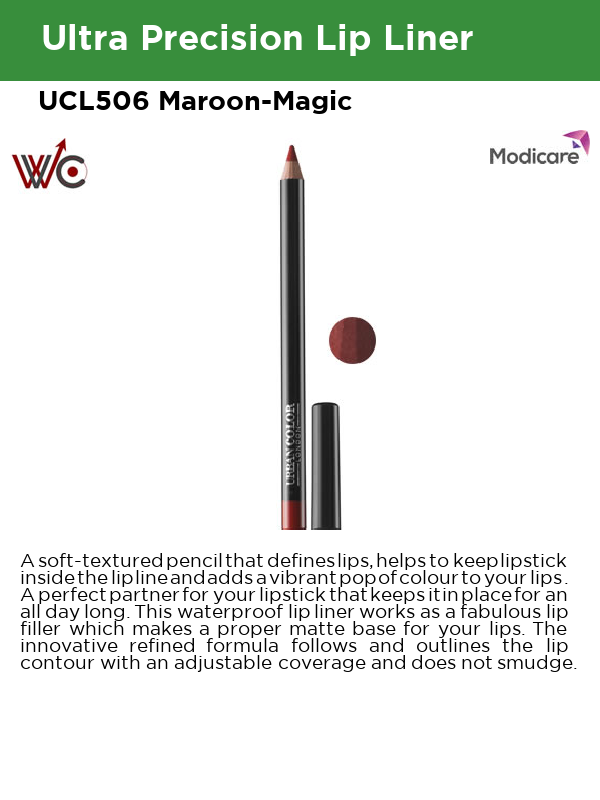 Ultra Precision Lip Liner
UCL506 Maroon-Magic
WC
Modicare
URBAN COLOR
LONDON
A soft-textured pencil that defines lips, helps to keep lipstick
inside the lip line and adds a vibrant pop of colour to your lips.
A perfect partner for your lipstick that keeps it in place for an
all day long. This waterproof lip liner works as a fabulous lip
filler which makes a proper matte base for your lips. The
innovative refined formula follows and outlines the lip
contour with an adjustable coverage and does not smudge.